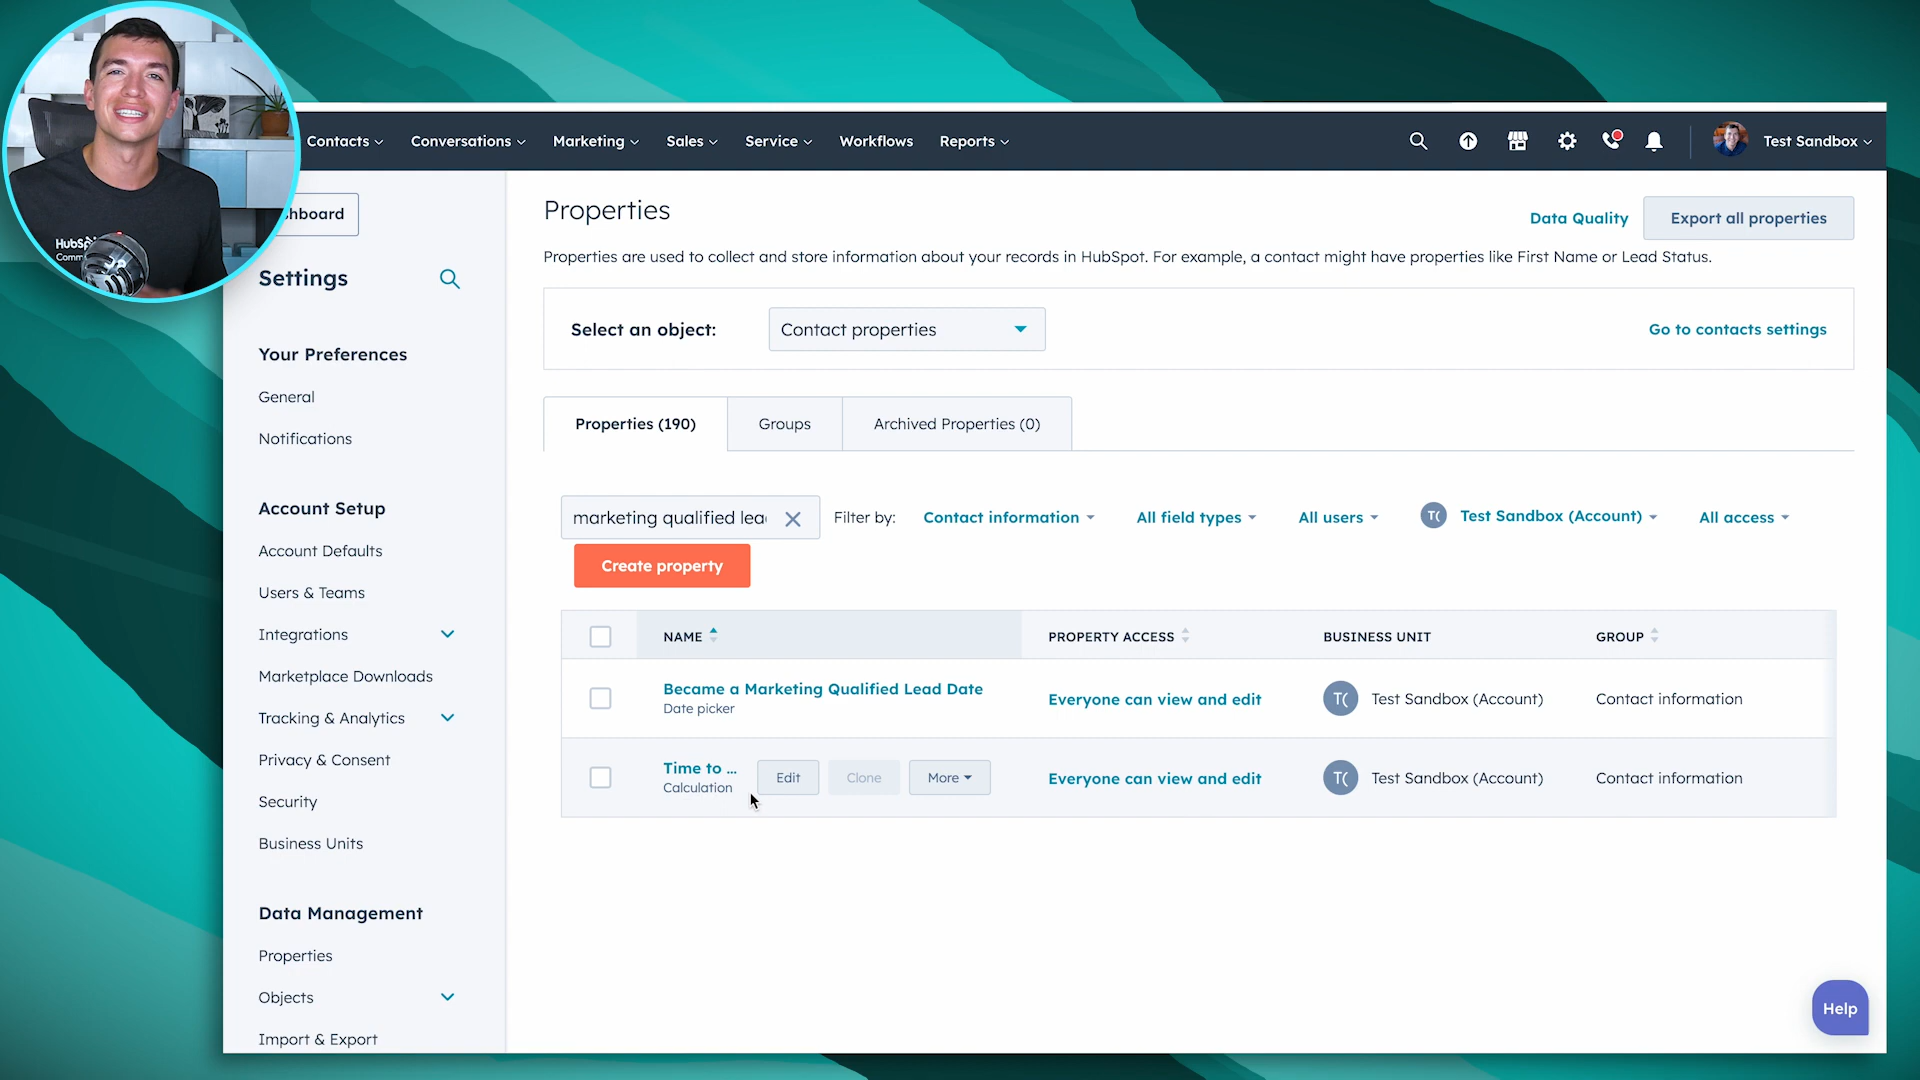 HubSp
Comm
Contacts
Conversations
Marketing
Sales
Service
Workflows
Reports
Test Sandbox
hboard
Settings
Your Preferences
General
Notifications
Account Setup
Account Defaults
Users & Teams
Integrations
Marketplace Downloads
Tracking & Analytics
Privacy & Consent
Security
Business Units
Data Management
Properties
Objects
Import & Export
Properties
Data Quality
Export all properties
Properties are used to collect and store information about your records in HubSpot. For example, a contact might have properties like First Name or Lead Status.
Select an object:
Contact properties
Go to contacts settings
Properties (190)
Groups
Archived Properties (0)
marketing qualified lea
Filter by:
Contact information
All field types
All users
T(
Test Sandbox (Account)
All access
Create property
NAME
PROPERTY ACCESS
BUSINESS UNIT
GROUP
Became a Marketing Qualified Lead Date
Date picker
Everyone can view and edit
T(
Test Sandbox (Account)
Contact information
Time to ...
Calculation
Edit
Clone
More
Everyone can view and edit
T(
Test Sandbox (Account)
Contact information
Help